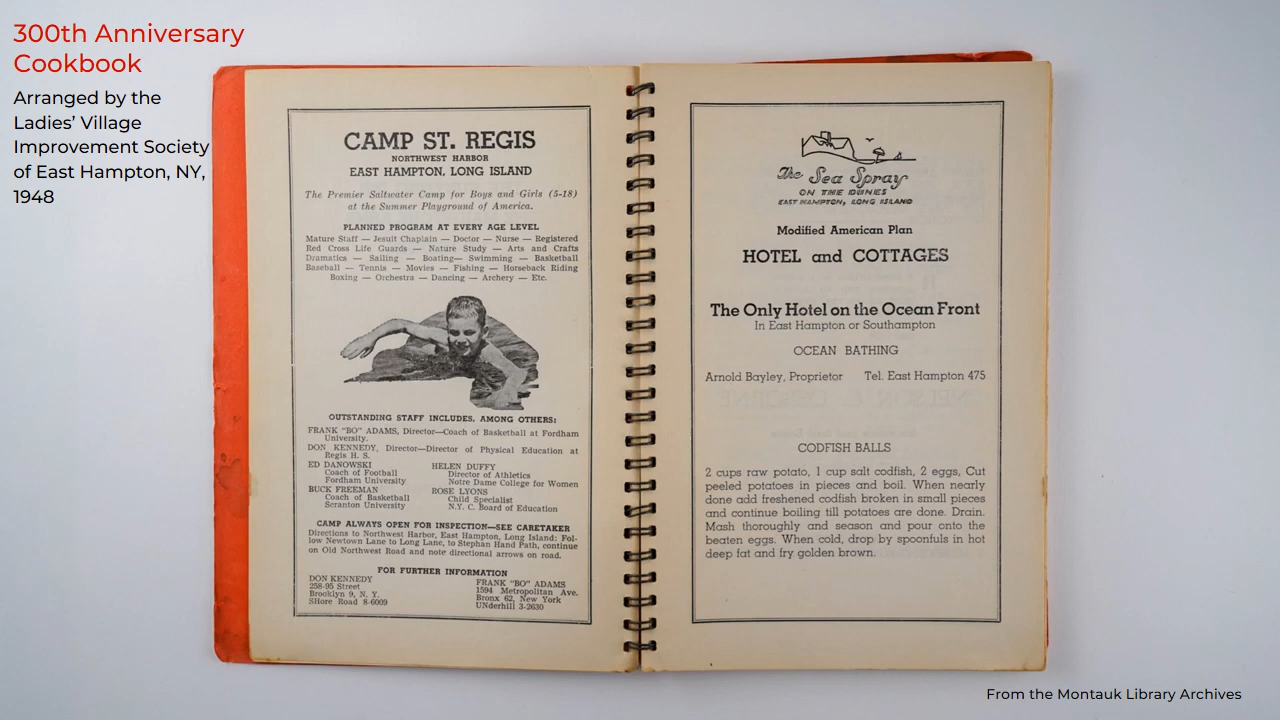 300th Anniversary
Cookbook
Arranged by the
Ladies’ Village
Improvement Society
of East Hampton, NY,
1948
CAMP ST. REGIS
NORTHWEST HARBOR
EAST HAMPTON, LONG ISLAND
The Premier Saltwater Camp for Boys and Girls (5-18)
at the Summer Playground of America.
PLANNED PROGRAM AT EVERY AGE LEVEL
Mature Staff — Jesuit Chaplain — Doctor — Nurse — Registered
Red Cross Life Guards — Nature Study — Arts and Crafts
Dramatics — Sailing — Boating— Swimming — Basketball
Baseball — Tennis — Movies — Fishing — Horseback Riding
Boxing — Orchestra — Dancing — Archery — Etc.
OUTSTANDING STAFF INCLUDES, AMONG OTHERS:
FRANK "BO" ADAMS, Director—Coach of Basketball at Fordham
University.
DON KENNEDY, Director—Director of Physical Education at
Regis H. S.
ED DANOWSKI
Coach of Football
Fordham University
BUCK FREEMAN
Coach of Basketball
Scranton University
HELEN DUFFY
Director of Athletics
Notre Dame College for Women
ROSE LYONS
Child Specialist
N.Y. C. Board of Education
CAMP ALWAYS OPEN FOR INSPECTION—SEE CARETAKER
Directions to Northwest Harbor, East Hampton, Long Island: Fol-
low Newtown Lane to Long Lane, to Stephan Hand Path, continue
on Old Northwest Road and note directional arrows on road.
FOR FURTHER INFORMATION
DON KENNEDY
258-95 Street
Brooklyn 9, N. Y.
SHore Road 8-6009
FRANK "BO" ADAMS
1594 Metropolitan Ave.
Bronx 62, New York
UNderhill 3-2630
The Sea Spray
ON THE DUNES
EAST HAMPTON, LONG ISLAND
Modified American Plan
HOTEL and COTTAGES
The Only Hotel on the Ocean Front
In East Hampton or Southampton
OCEAN BATHING
Arnold Bayley, Proprietor Tel. East Hampton 475
CODFISH BALLS
2 cups raw potato, 1 cup salt codfish, 2 eggs, Cut
peeled potatoes in pieces and boil. When nearly
done add freshened codfish broken in small pieces
and continue boiling till potatoes are done. Drain.
Mash thoroughly and season and pour onto the
beaten eggs. When cold, drop by spoonfuls in hot
deep fat and fry golden brown.
From the Montauk Library Archives